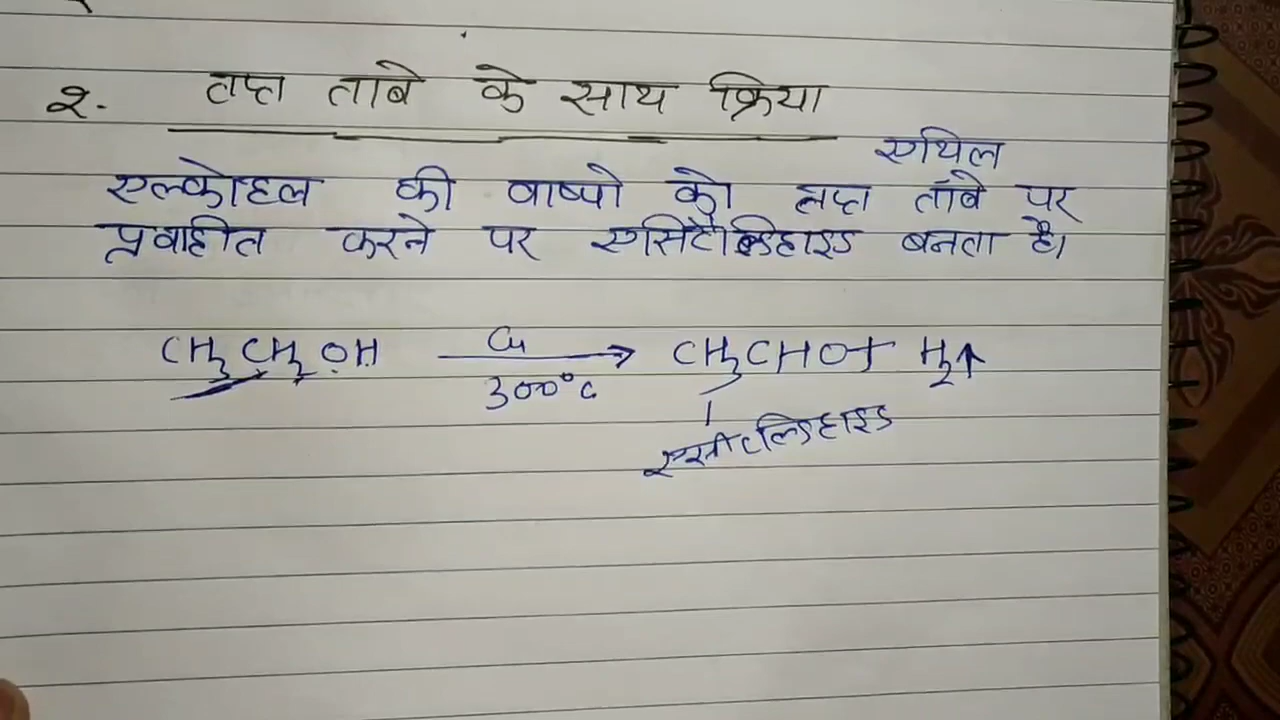 २. तप्त ताबे के साथ क्रिया
एथिल
एल्कोहल की वाष्पो को तप्त ताँबे पर
प्रवाहीत करने पर एसिटैल्डिहाइड बनता है।
CH3CH2OH Cu CH3CHO + H2↑
300°C
एसीटल्डिहाइड